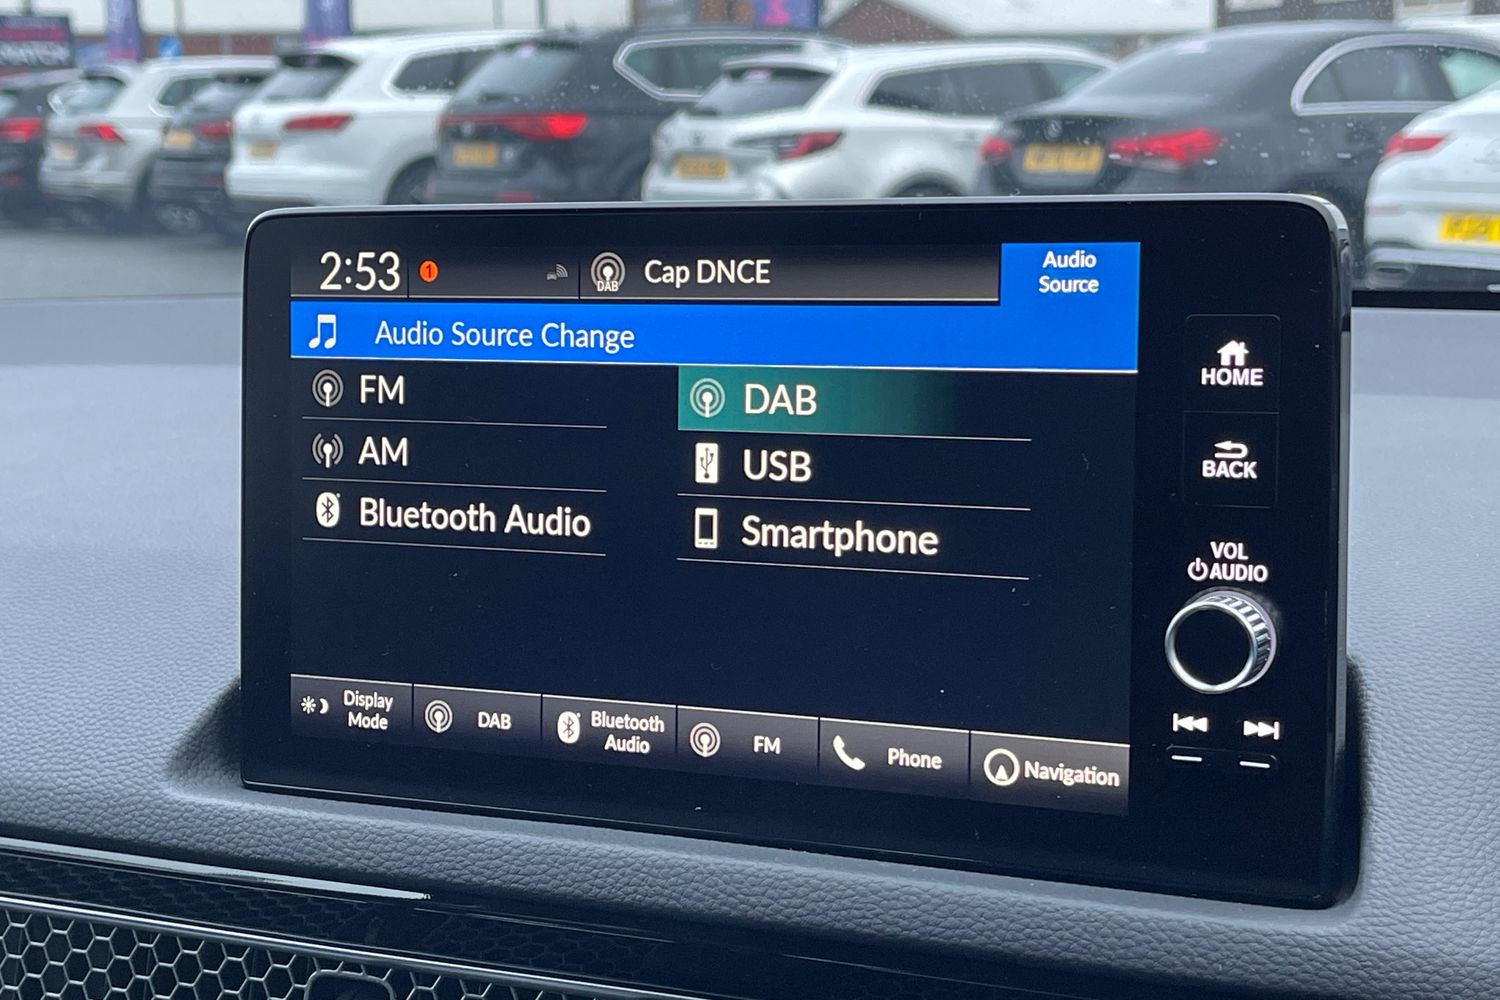 2:53
1
DAB
Cap DNCE
Audio
Source
Audio Source Change
FM
DAB
AM
USB
Bluetooth Audio
Smartphone
Display
Mode
DAB
Bluetooth
Audio
FM
Phone
Navigation
HOME
BACK
VOL
AUDIO